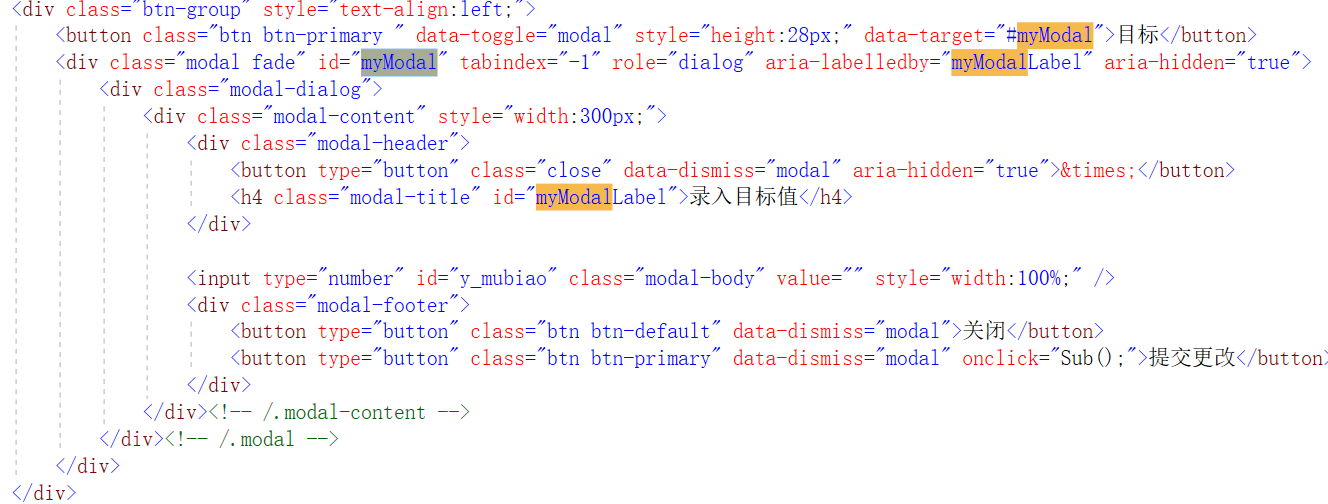 <div class="btn-group" style="text-align:left;">
<button class="btn btn-primary " data-toggle="modal" style="height:28px;" data-target="#myModal">目标</button>
<div class="modal fade" id="myModal" tabindex="-1" role="dialog" aria-labelledby="myModalLabel" aria-hidden="true">
<div class="modal-dialog">
<div class="modal-content" style="width:300px;">
<div class="modal-header">
<button type="button" class="close" data-dismiss="modal" aria-hidden="true">&times;</button>
<h4 class="modal-title" id="myModalLabel">录入目标值</h4>
</div>
<input type="number" id="y_mubiao" class="modal-body" value="" style="width:100%;" />
<div class="modal-footer">
<button type="button" class="btn btn-default" data-dismiss="modal">关闭</button>
<button type="button" class="btn btn-primary" data-dismiss="modal" onclick="Sub();">提交更改</button>
</div>
</div><!-- /.modal-content -->
</div><!-- /.modal -->
</div>
</div>